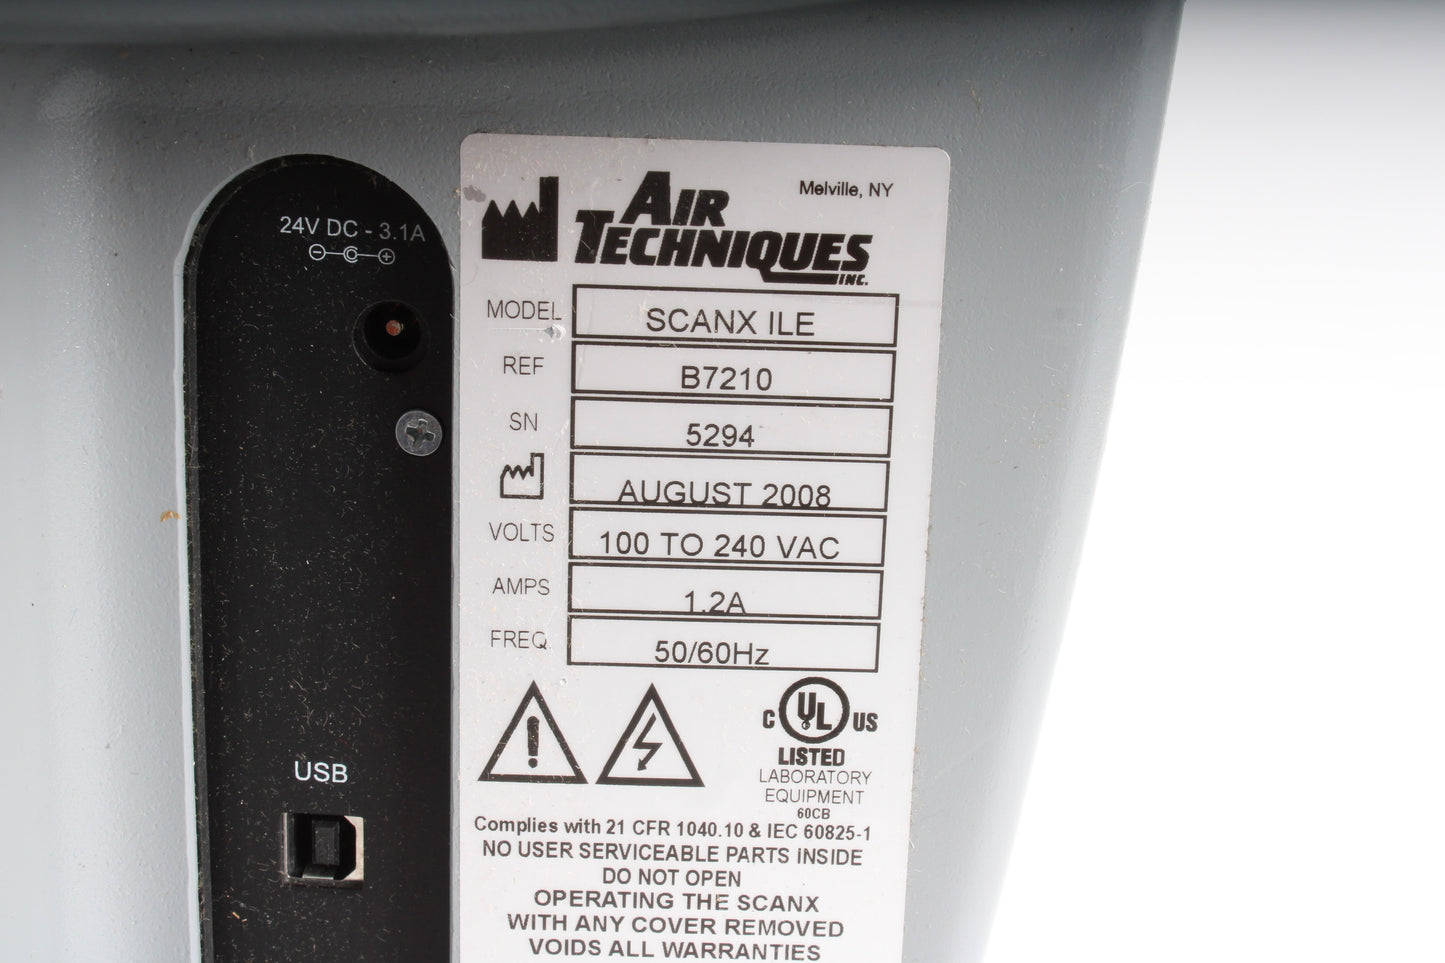 24V DC - 3.1A
USB
AIR
TECHNIQUES
INC.
Melville, NY
MODEL SCANX ILE
REF B7210
SN 5294
AUGUST 2008
VOLTS 100 TO 240 VAC
AMPS 1.2A
FREQ. 50/60Hz
C UL US
LISTED
LABORATORY
EQUIPMENT
60CB
Complies with 21 CFR 1040.10 & IEC 60825-1
NO USER SERVICEABLE PARTS INSIDE
DO NOT OPEN
OPERATING THE SCANX
WITH ANY COVER REMOVED
VOIDS ALL WARRANTIES